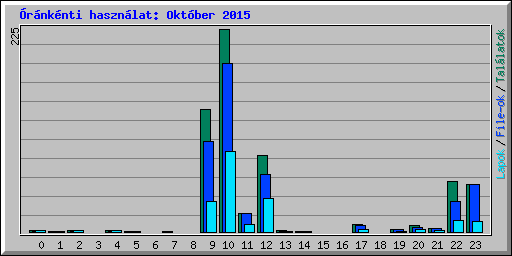 Óránkénti használat: Október 2015
225
Lapok / File-ok / Találatok
0 1 2 3 4 5 6 7 8 9 10 11 12 13 14 15 16 17 18 19 20 21 22 23